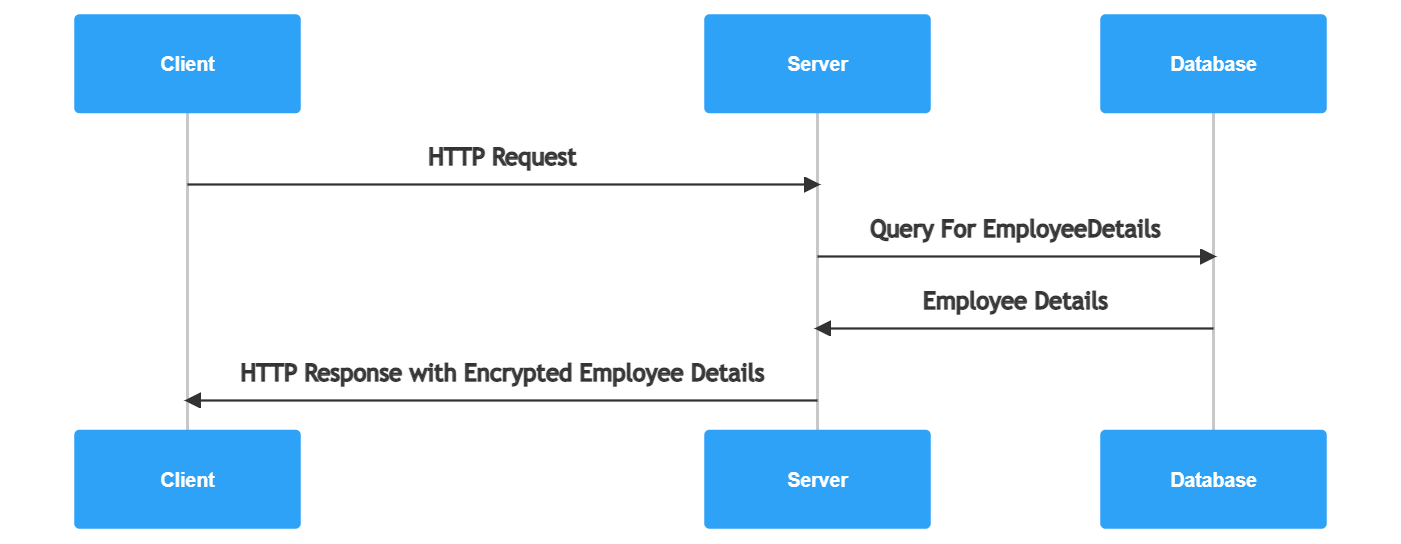 Client
Server
Database
HTTP Request
Query For EmployeeDetails
Employee Details
HTTP Response with Encrypted Employee Details
Client
Server
Database